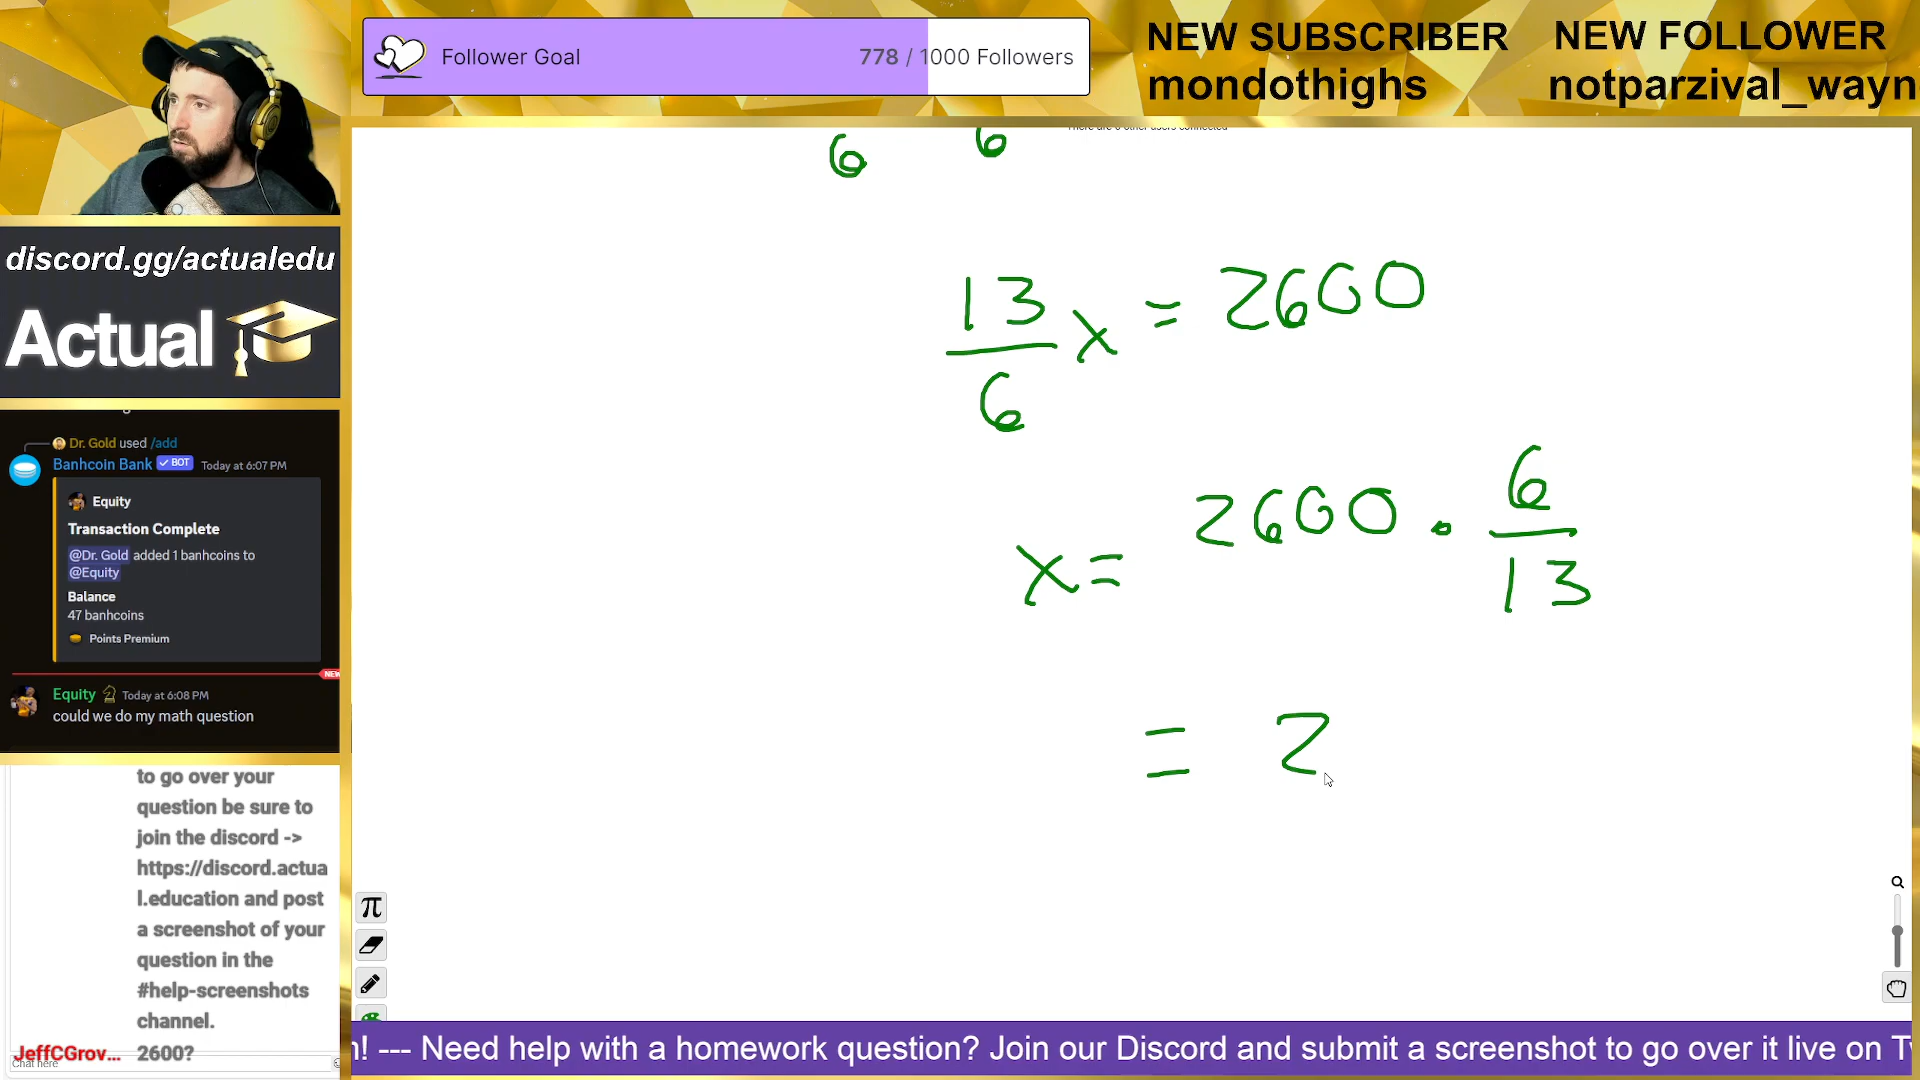 Follower Goal 778 / 1000 Followers
NEW SUBSCRIBER
mondothighs
NEW FOLLOWER
notparzival_wayn
discord.gg/actualedu
Actual
Dr. Gold used /add
Banhcoin Bank ✓ BOT Today at 6:07 PM
Equity
Transaction Complete
@Dr. Gold added 1 banhcoins to
@Equity
Balance
47 banhcoins
Points Premium
NEW
Equity Today at 6:08 PM
could we do my math question
to go over your
question be sure to
join the discord ->
https://discord.actua
l.education and post
a screenshot of your
question in the
#help-screenshots
channel.
JeffCGrov... 2600?
Chat here
6 6
13/6 x = 2600
x = 2600 · 6/13
= 2
π
n! --- Need help with a homework question? Join our Discord and submit a screenshot to go over it live on Tw